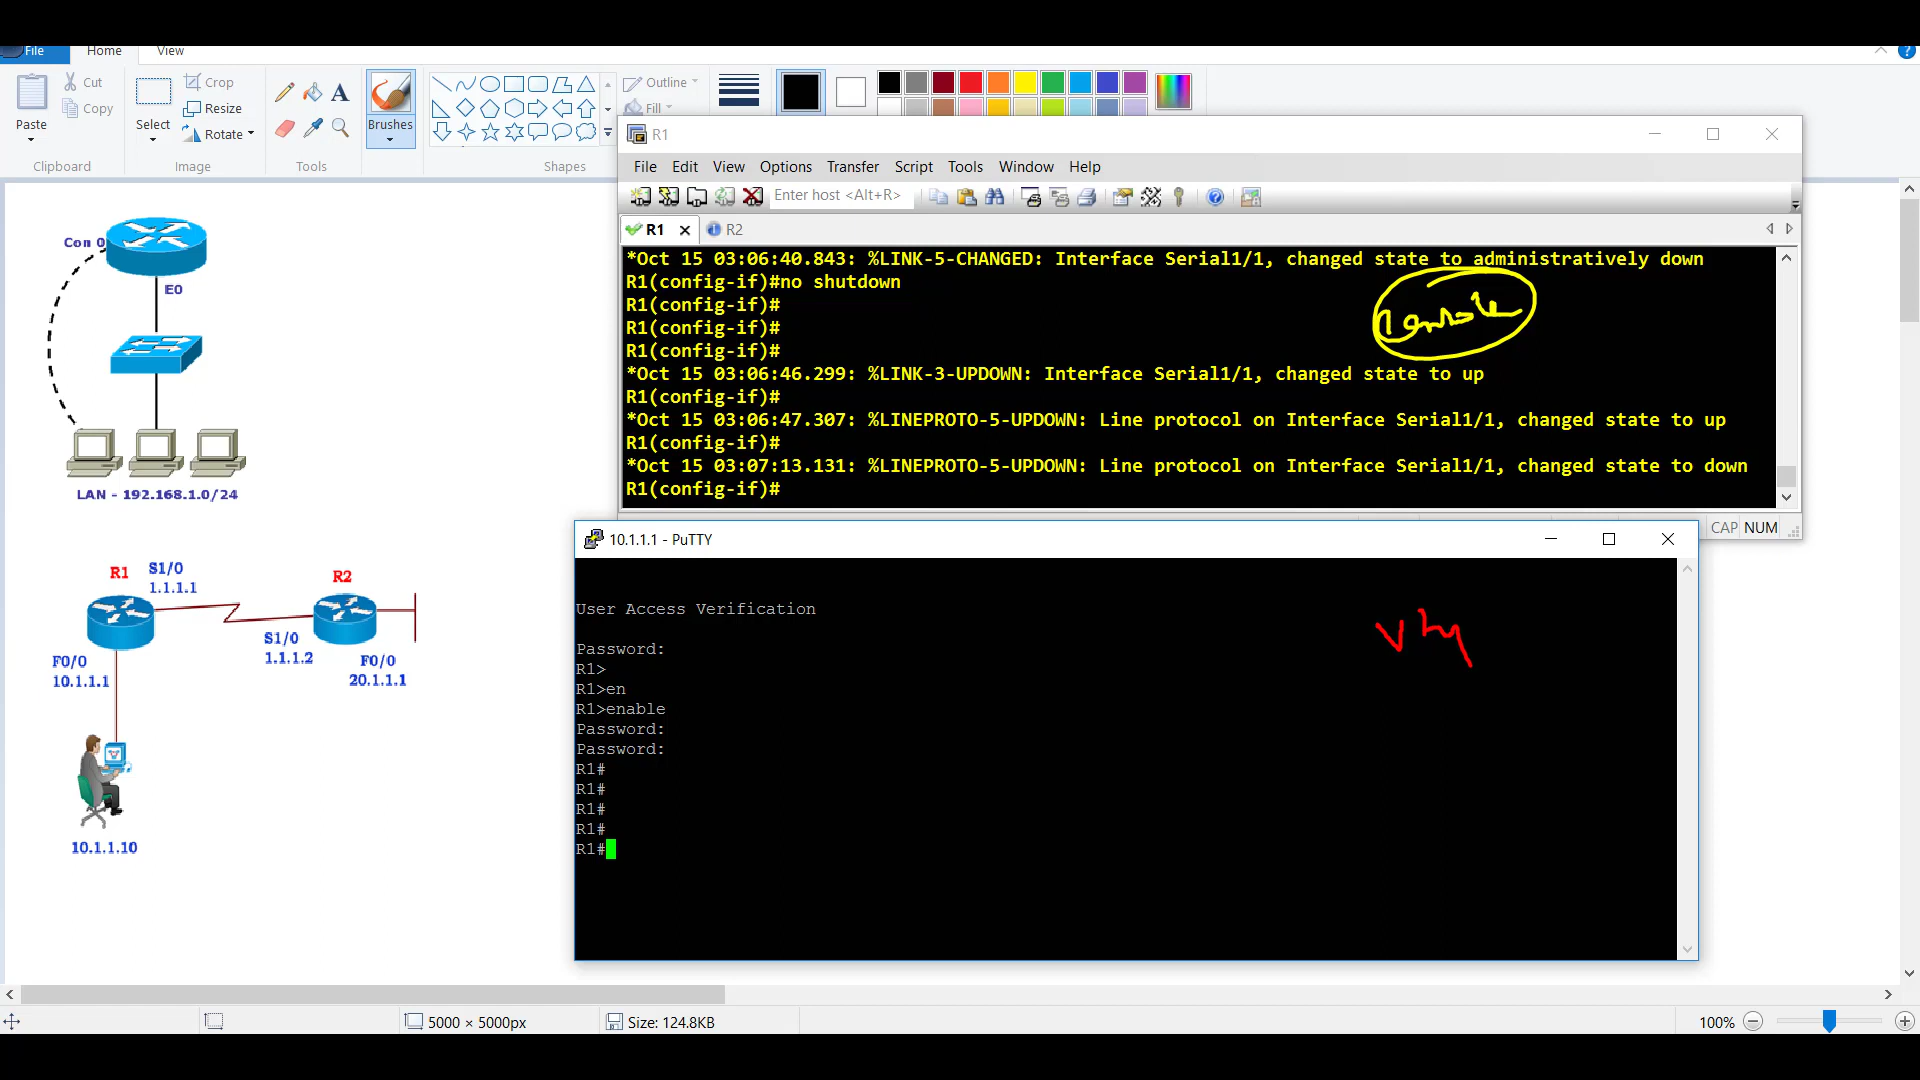 File Home View
Cut
Copy
Paste
Clipboard
Select
Crop
Resize
Rotate
Image
Tools
Brushes
Shapes
Outline
Fill
Con 0
E0
LAN - 192.168.1.0/24
R1
S1/0
1.1.1.1
R2
S1/0
1.1.1.2
F0/0
10.1.1.1
F0/0
20.1.1.1
10.1.1.10
R1
File Edit View Options Transfer Script Tools Window Help
Enter host <Alt+R>
R1 R2
*Oct 15 03:06:40.843: %LINK-5-CHANGED: Interface Serial1/1, changed state to administratively down
R1(config-if)#no shutdown
R1(config-if)#
R1(config-if)#
R1(config-if)#
*Oct 15 03:06:46.299: %LINK-3-UPDOWN: Interface Serial1/1, changed state to up
R1(config-if)#
*Oct 15 03:06:47.307: %LINEPROTO-5-UPDOWN: Line protocol on Interface Serial1/1, changed state to up
R1(config-if)#
*Oct 15 03:07:13.131: %LINEPROTO-5-UPDOWN: Line protocol on Interface Serial1/1, changed state to down
R1(config-if)#
CAP NUM
10.1.1.1 - PuTTY
User Access Verification
Password:
R1>
R1>en
R1>enable
Password:
Password:
R1#
R1#
R1#
R1#
R1#
vty
5000 × 5000px
Size: 124.8KB
100%